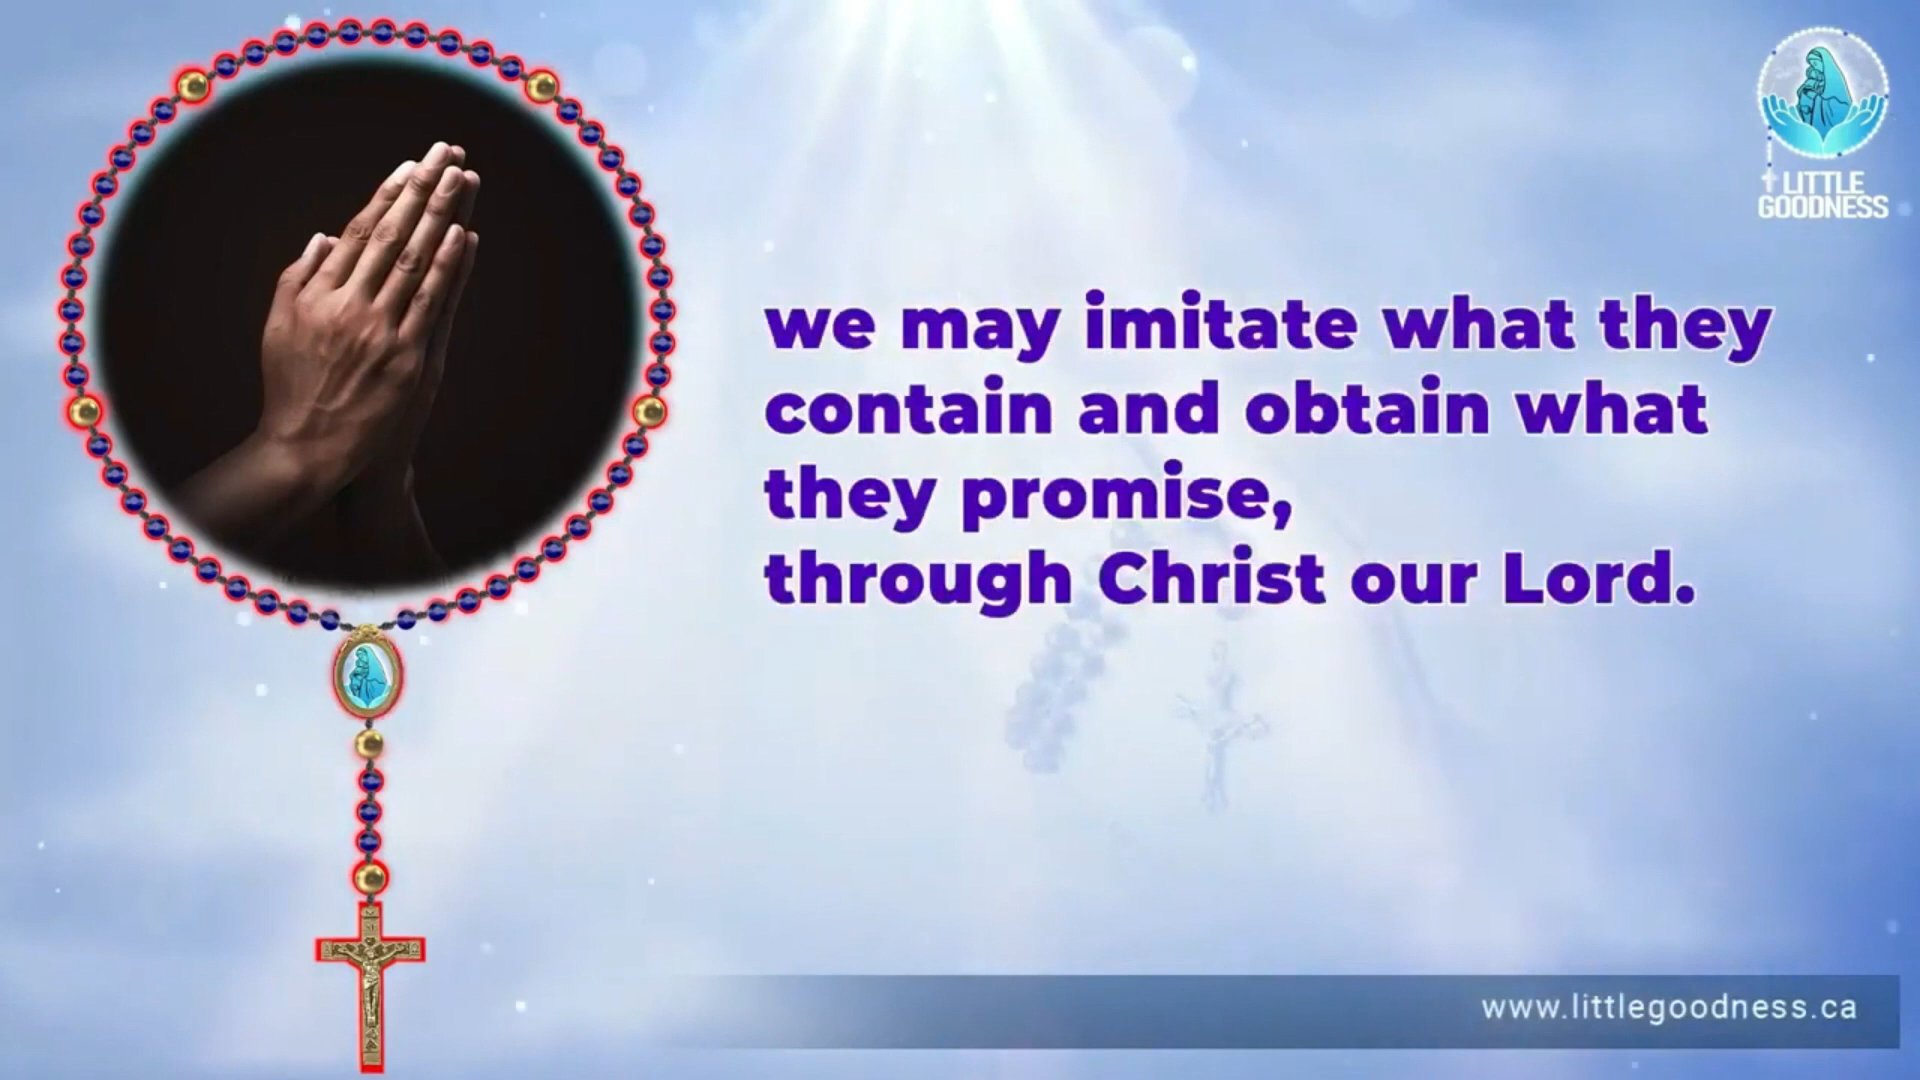 LITTLE
GOODNESS
we may imitate what they
contain and obtain what
they promise,
through Christ our Lord.
www.littlegoodness.ca